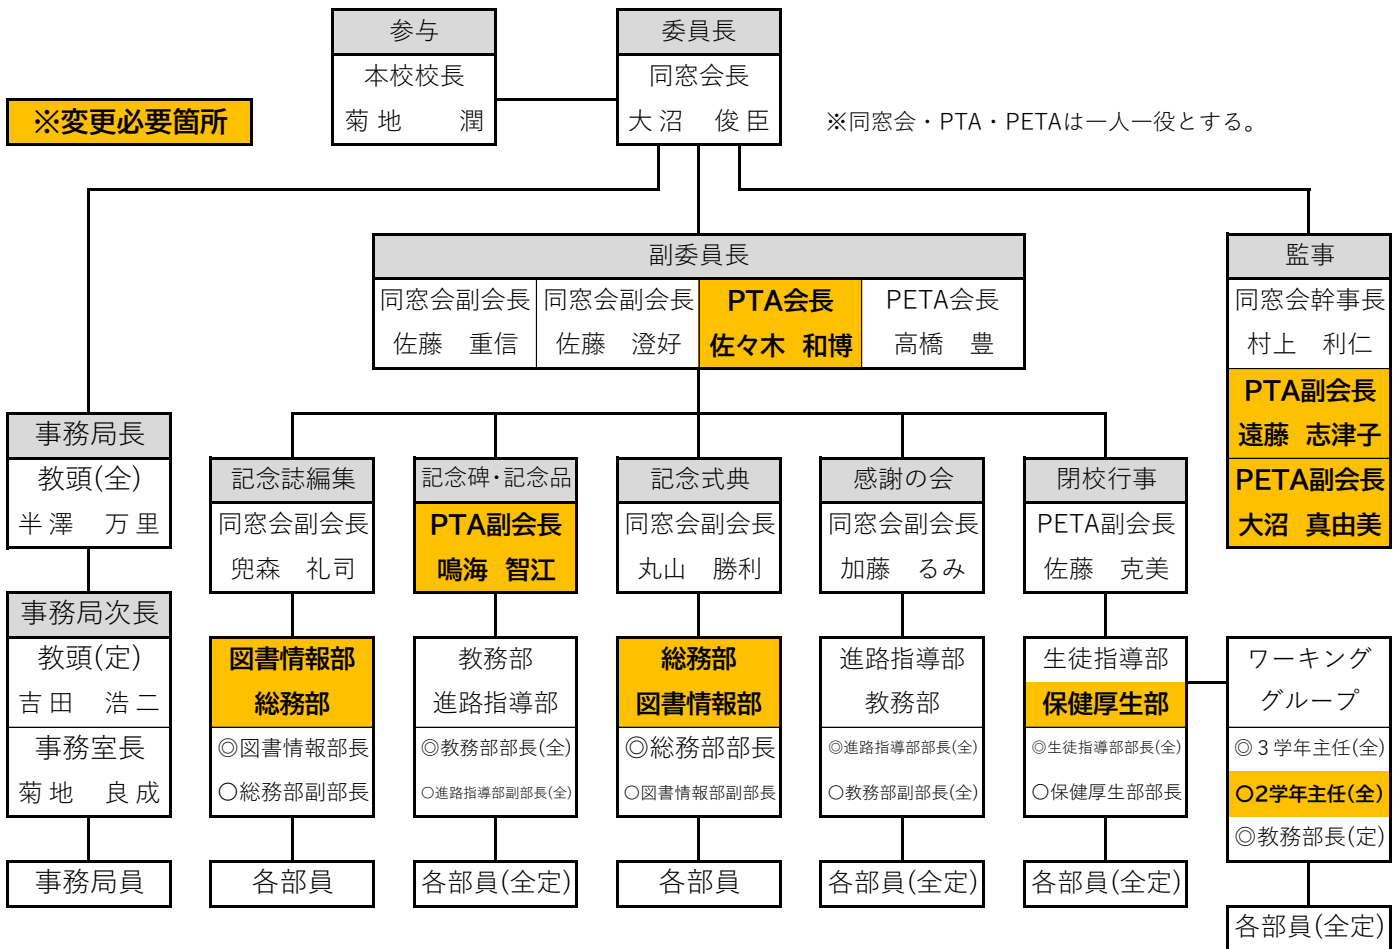 参与
本校校長
菊地　潤
委員長
同窓会長
大沼　俊臣
※変更必要箇所
※同窓会・PTA・PETAは一人一役とする。
副委員長
同窓会副会長
佐藤　重信
同窓会副会長
佐藤　澄好
PTA会長
佐々木 和博
PETA会長
高橋　豊
監事
同窓会幹事長
村上　利仁
PTA副会長
遠藤 志津子
PETA副会長
大沼 真由美
事務局長
教頭(全)
半澤　万里
事務局次長
教頭(定)
吉田　浩二
事務室長
菊地　良成
事務局員
記念誌編集
同窓会副会長
兜森　礼司
図書情報部
総務部
◎図書情報部長
〇総務部副部長
各部員
記念碑・記念品
PTA副会長
鳴海 智江
教務部
進路指導部
◎教務部部長(全)
〇進路指導部副部長(全)
各部員(全定)
記念式典
同窓会副会長
丸山　勝利
総務部
図書情報部
◎総務部部長
〇図書情報部副部長
各部員
感謝の会
同窓会副会長
加藤　るみ
進路指導部
教務部
◎進路指導部部長(全)
〇教務部副部長(全)
各部員(全定)
閉校行事
PETA副会長
佐藤　克美
生徒指導部
保健厚生部
◎生徒指導部部長(全)
〇保健厚生部部長
各部員(全定)
ワーキング
グループ
◎３学年主任(全)
〇2学年主任(全)
◎教務部長(定)
各部員(全定)